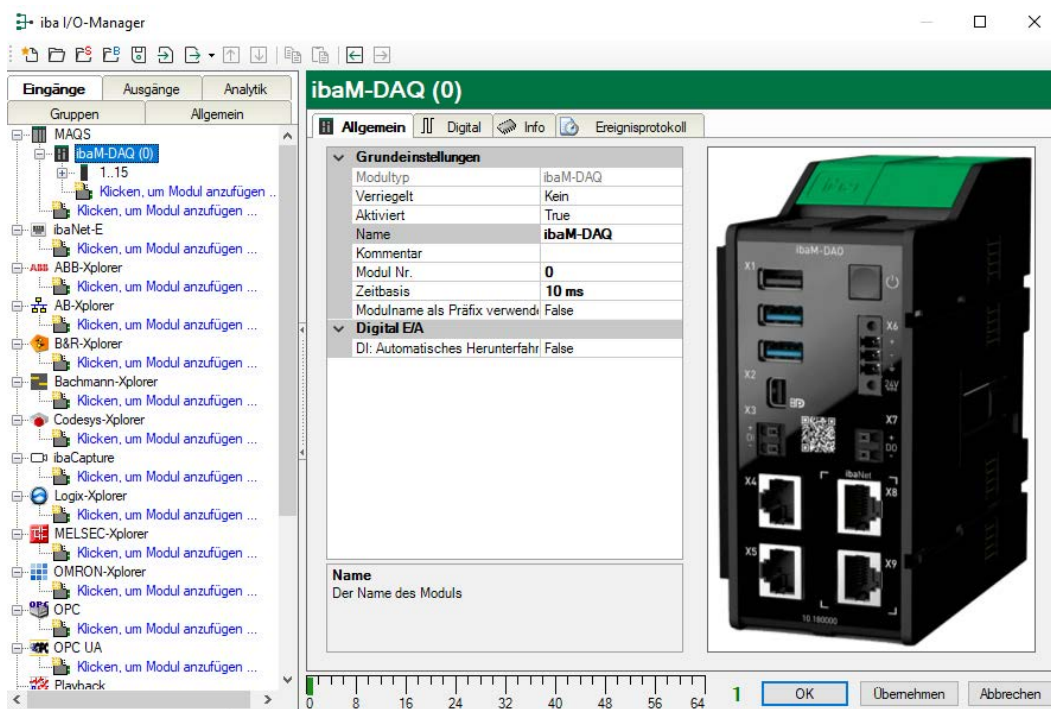 iba I/O-Manager
Eingänge Ausgänge Analytik
Gruppen Allgemein
MAQS
ibaM-DAQ (0)
1..15
Klicken, um Modul anzufügen ..
Klicken, um Modul anzufügen ...
ibaNet-E
Klicken, um Modul anzufügen ...
ABB ABB-Xplorer
Klicken, um Modul anzufügen ...
AB-Xplorer
Klicken, um Modul anzufügen ...
B&R-Xplorer
Klicken, um Modul anzufügen ...
Bachmann-Xplorer
Klicken, um Modul anzufügen ...
Codesys-Xplorer
Klicken, um Modul anzufügen ...
ibaCapture
Klicken, um Modul anzufügen ...
Logix-Xplorer
Klicken, um Modul anzufügen ...
MELSEC-Xplorer
Klicken, um Modul anzufügen ...
OMRON-Xplorer
Klicken, um Modul anzufügen ...
OPC OPC
Klicken, um Modul anzufügen ...
OPC UA
Klicken, um Modul anzufügen ...
Playback
ibaM-DAQ (0)
Allgemein Digital Info Ereignisprotokoll
Grundeinstellungen
Modultyp ibaM-DAQ
Verriegelt Kein
Aktiviert True
Name ibaM-DAQ
Kommentar
Modul Nr. 0
Zeitbasis 10 ms
Modulname als Präfix verwende False
Digital E/A
DI: Automatisches Herunterfahr False
Name
Der Name des Moduls
ibaM-DAQ
X1
X6
24V
X2
X3
X7
DI
DO
ibaNet
X4
X8
X5
X9
10.180000
0 8 16 24 32 40 48 56 64
1 OK Übernehmen Abbrechen